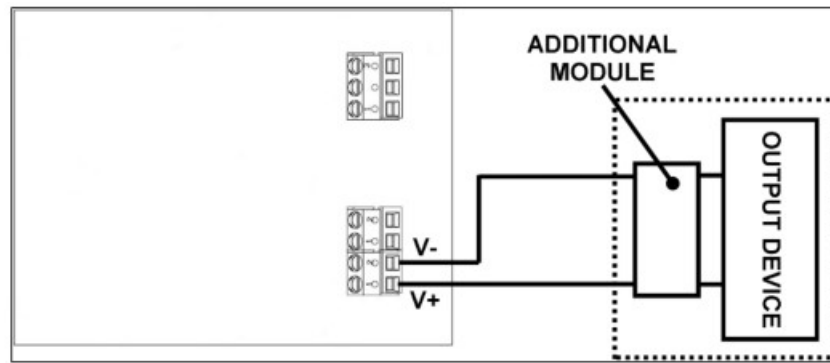 ADDITIONAL
MODULE
OUTPUT DEVICE
V-
V+